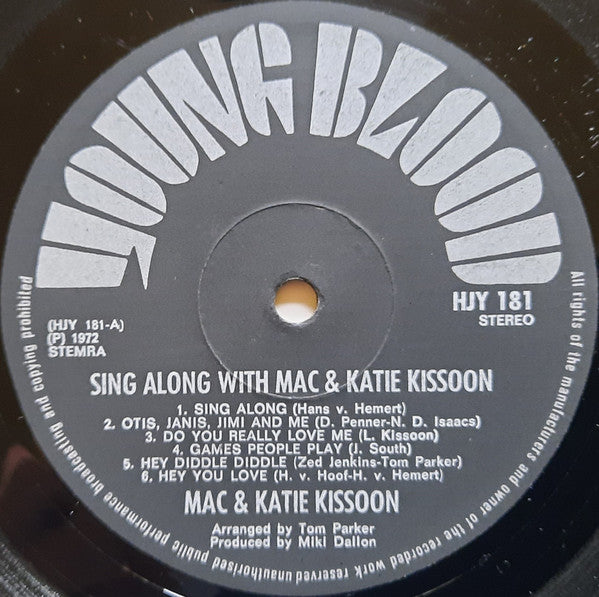 YOUNG BLOOD
HJY 181
STEREO
(HJY 181-A)
(P) 1972
STEMRA
SING ALONG WITH MAC & KATIE KISSOON
1. SING ALONG (Hans v. Hemert)
2. OTIS, JANIS, JIMI AND ME (D. Penner-N. D. Isaacs)
3. DO YOU REALLY LOVE ME (L. Kissoon)
4. GAMES PEOPLE PLAY (J. South)
5. HEY DIDDLE DIDDLE (Zed Jenkins-Tom Parker)
6. HEY YOU LOVE (H. v. Hoof-H. v. Hemert)
MAC & KATIE KISSOON
Arranged by Tom Parker
Produced by Miki Dallon
All rights of the manufacturers and owner of the recorded work reserved unauthorised public performance broadcasting and copying prohibited